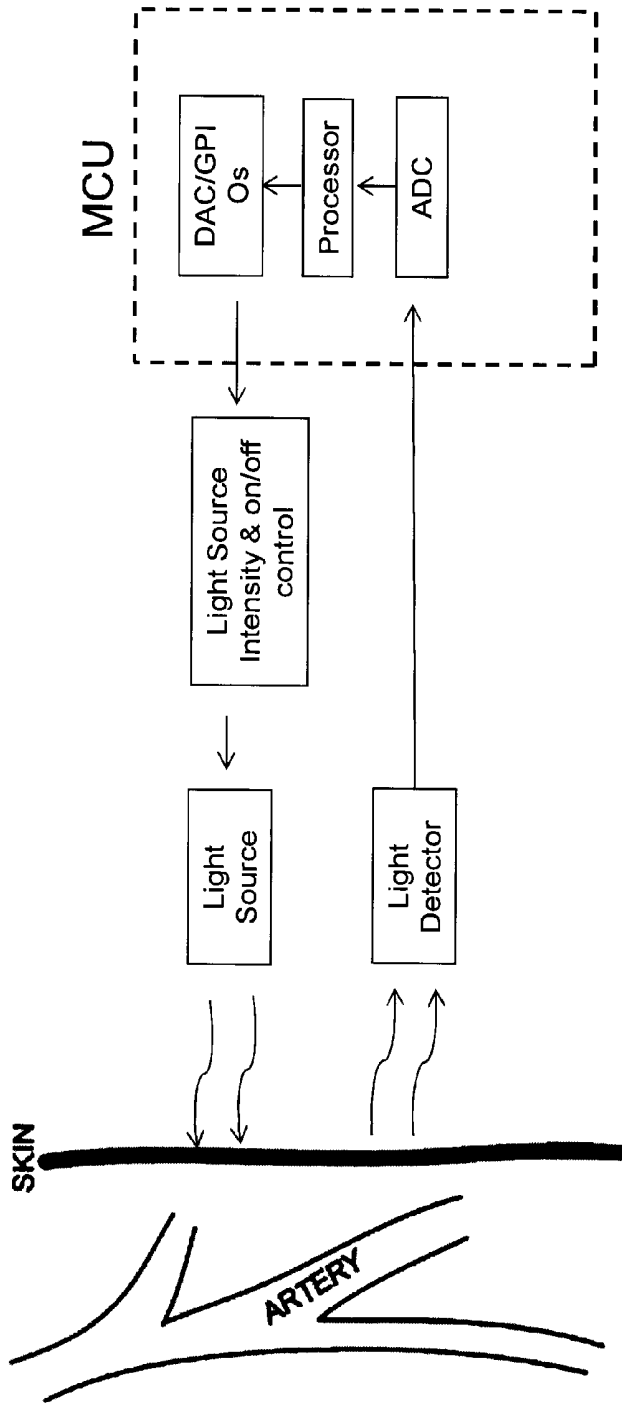 SKIN
ARTERY
Light
Source
Light
Detector
Light Source
Intensity & on/off
control
MCU
DAC/GPI
Os
Processor
ADC